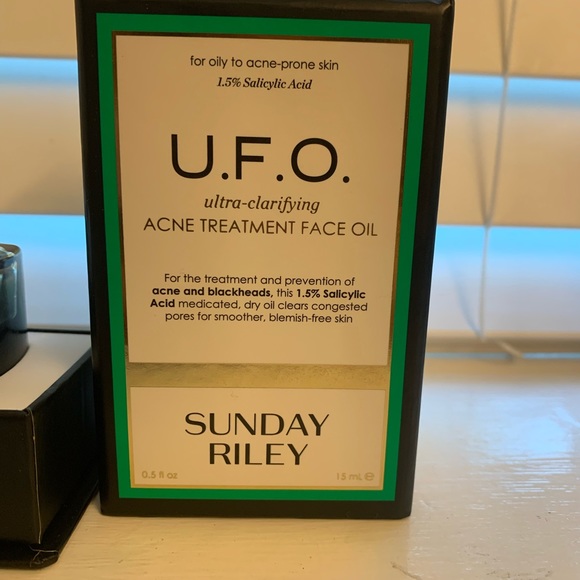 for oily to acne-prone skin
1.5% Salicylic Acid
U.F.O.
ultra-clarifying
ACNE TREATMENT FACE OIL
For the treatment and prevention of
acne and blackheads, this 1.5% Salicylic
Acid medicated, dry oil clears congested
pores for smoother, blemish-free skin
SUNDAY
RILEY
0.5 fl oz 15 mL ℮